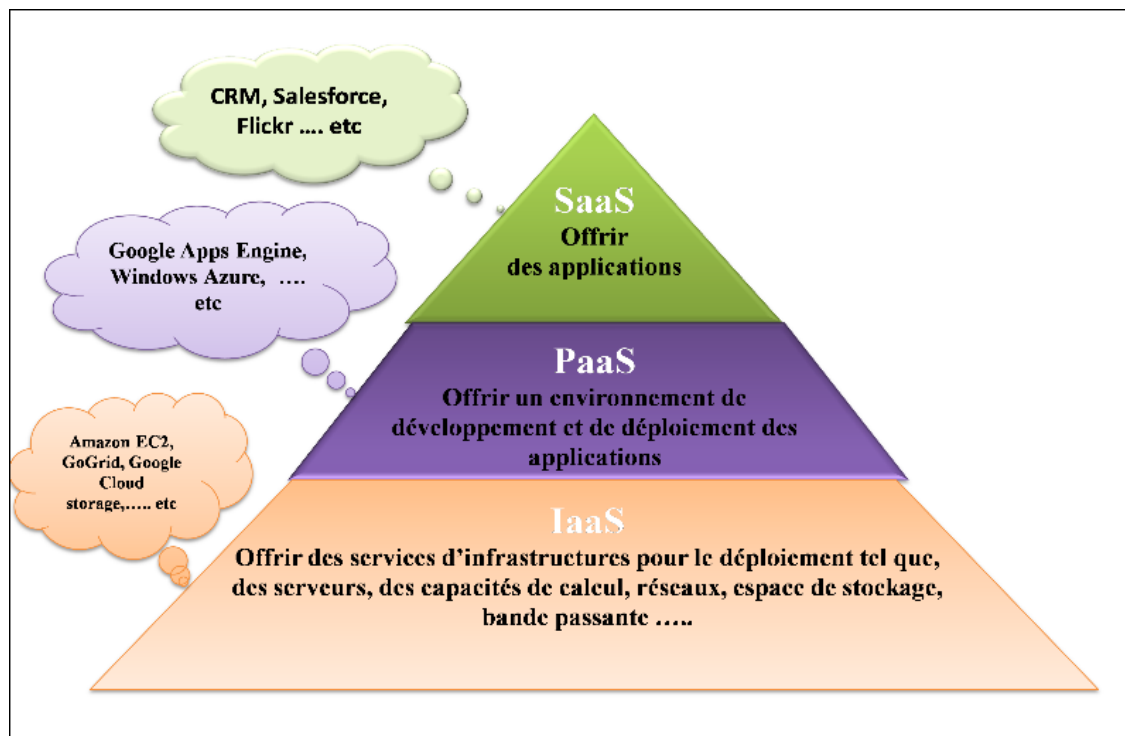 CRM, Salesforce,
Flickr .... etc
SaaS
Offrir
des applications
Google Apps Engine,
Windows Azure, ....
etc
PaaS
Offrir un environnement de
développement et de déploiement des
applications
Amazon EC2,
GoGrid, Google
Cloud
storage,..... etc
IaaS
Offrir des services d'infrastructures pour le déploiement tel que,
des serveurs, des capacités de calcul, réseaux, espace de stockage,
bande passante .....